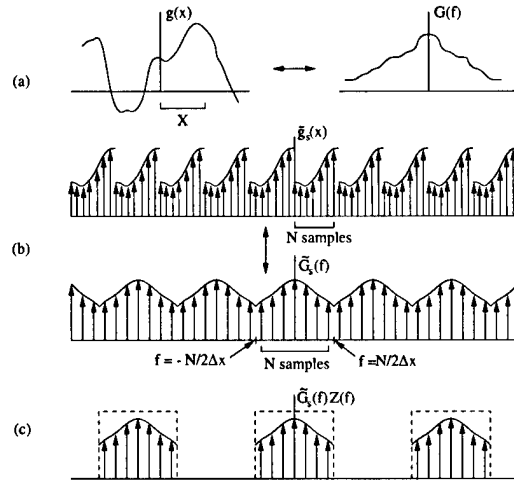 g(x)
G(f)
(a)
X
g̃ₛ(x)
N samples
(b)
G̃ₛ(f)
f = - N/2Δx
f = N/2Δx
N samples
G̃ₛ(f) Z(f)
(c)